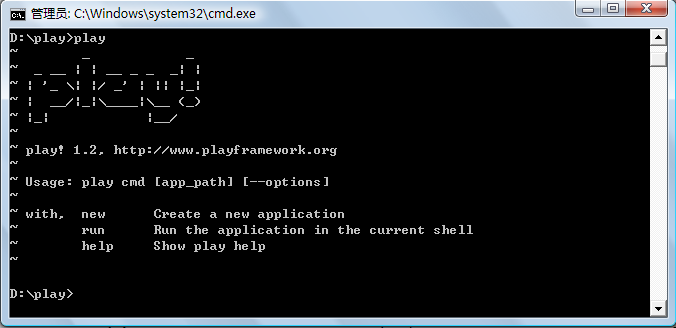 管理员: C:\Windows\system32\cmd.exe
D:\play>play
~        _            _
~  _ __ | | __ _ _  _| |
~ | '_ \| |/ _' | || |_|
~ |  __/|_|\____|\__ (_)
~ |_|            |__/
~
~ play! 1.2, http://www.playframework.org
~
~ Usage: play cmd [app_path] [--options]
~
~ with,  new      Create a new application
~        run      Run the application in the current shell
~        help     Show play help
~
D:\play>